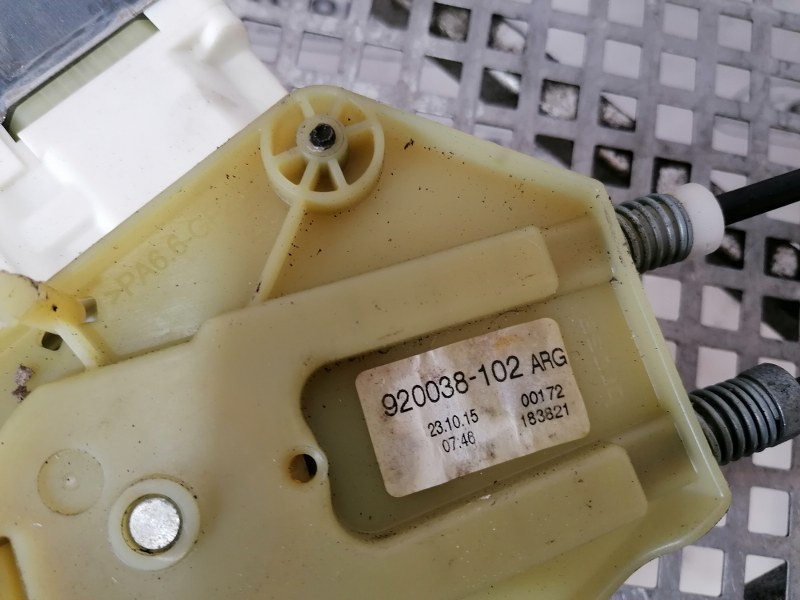 >PA6.6-G
920038-102 ARG
23.10.15 00172
07:46 183821